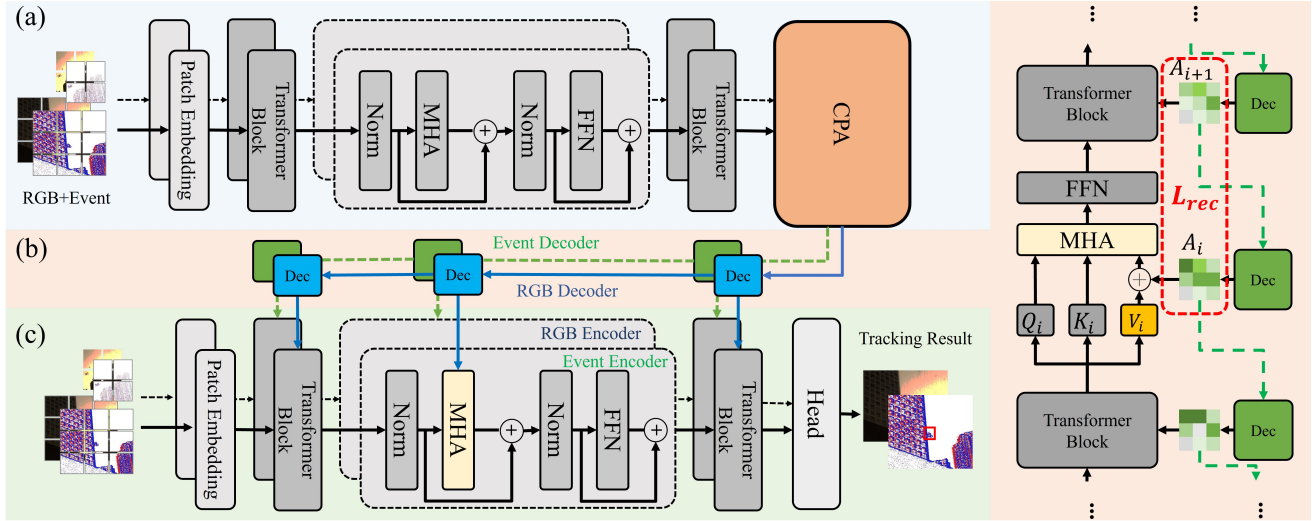 (a)
RGB+Event
Patch Embedding
Transformer
Block
Norm
MHA
+
Norm
FFN
+
Transformer
Block
CPA
(b)
Event Decoder
Dec
Dec
Dec
RGB Decoder
(c)
Patch Embedding
Transformer
Block
RGB Encoder
Event Encoder
Norm
MHA
+
Norm
FFN
+
Transformer
Block
Head
Tracking Result
...
...
Transformer
Block
A_{i+1}
Dec
FFN
L_{rec}
MHA
A_i
+
Dec
Q_i
K_i
V_i
Transformer
Block
Dec
...
...